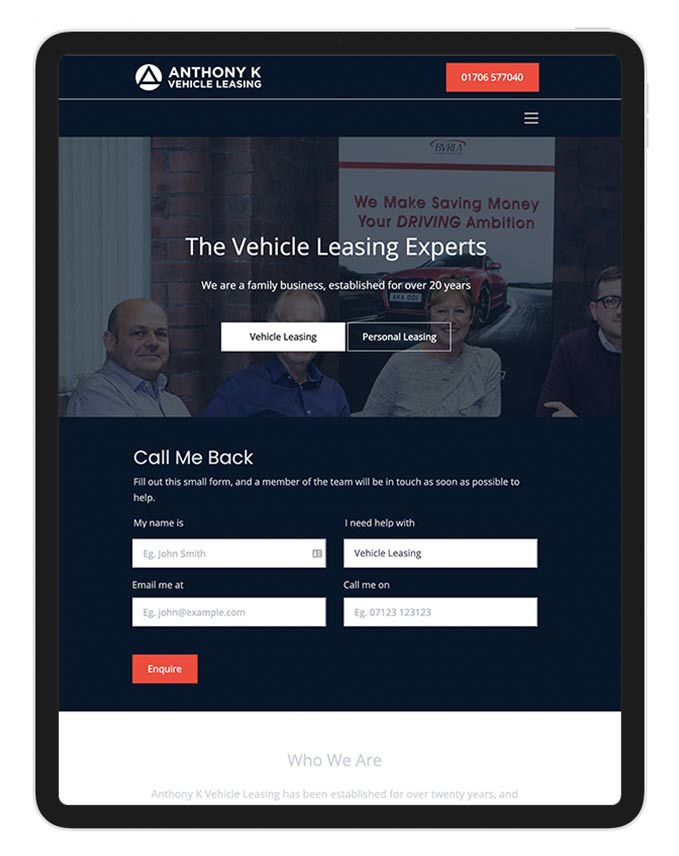 ANTHONY K
VEHICLE LEASING
01706 577040
BVRLA
We Make Saving Money
Your DRIVING Ambition
The Vehicle Leasing Experts
AKA 001
We are a family business, established for over 20 years
Vehicle Leasing
Personal Leasing
Call Me Back
Fill out this small form, and a member of the team will be in touch as soon as possible to
help.
My name is
I need help with
Eg. John Smith
Vehicle Leasing
Email me at
Call me on
Eg. john@example.com
Eg. 07123 123123
Enquire
Who We Are
Anthony K Vehicle Leasing has been established for over twenty years, and